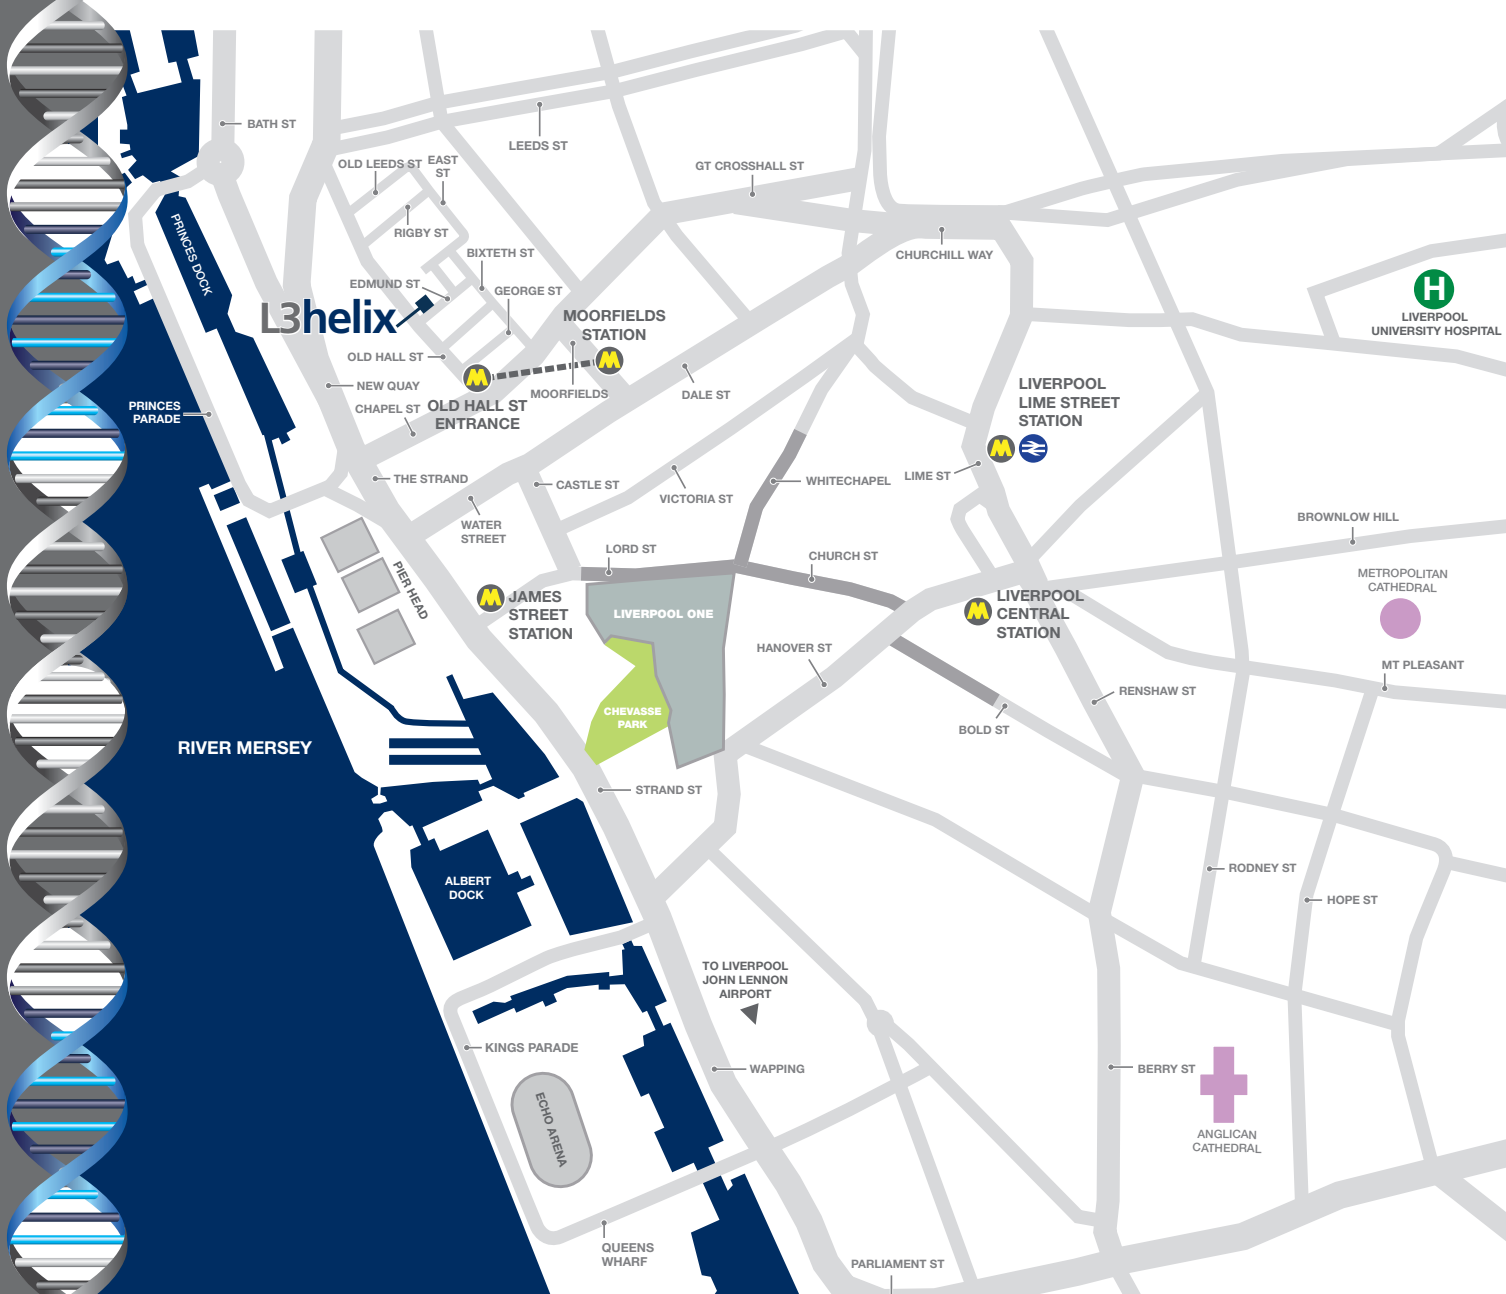 BATH ST
LEEDS ST
OLD LEEDS ST
EAST
ST
GT CROSSHALL ST
RIGBY ST
PRINCES DOCK
BIXTETH ST
CHURCHILL WAY
EDMUND ST
GEORGE ST
H
L3helix
MOORFIELDS
STATION
LIVERPOOL
UNIVERSITY HOSPITAL
OLD HALL ST
M
M
NEW QUAY
MOORFIELDS
DALE ST
LIVERPOOL
LIME STREET
STATION
PRINCES
PARADE
CHAPEL ST
OLD HALL ST
ENTRANCE
M
THE STRAND
CASTLE ST
VICTORIA ST
WHITECHAPEL
LIME ST
WATER
STREET
BROWNLOW HILL
LORD ST
CHURCH ST
PIER HEAD
METROPOLITAN
CATHEDRAL
M
JAMES
STREET
STATION
LIVERPOOL ONE
M
LIVERPOOL
CENTRAL
STATION
HANOVER ST
MT PLEASANT
RENSHAW ST
CHEVASSE
PARK
BOLD ST
RIVER MERSEY
STRAND ST
ALBERT
DOCK
RODNEY ST
HOPE ST
TO LIVERPOOL
JOHN LENNON
AIRPORT
KINGS PARADE
WAPPING
BERRY ST
ECHO ARENA
ANGLICAN
CATHEDRAL
QUEENS
WHARF
PARLIAMENT ST